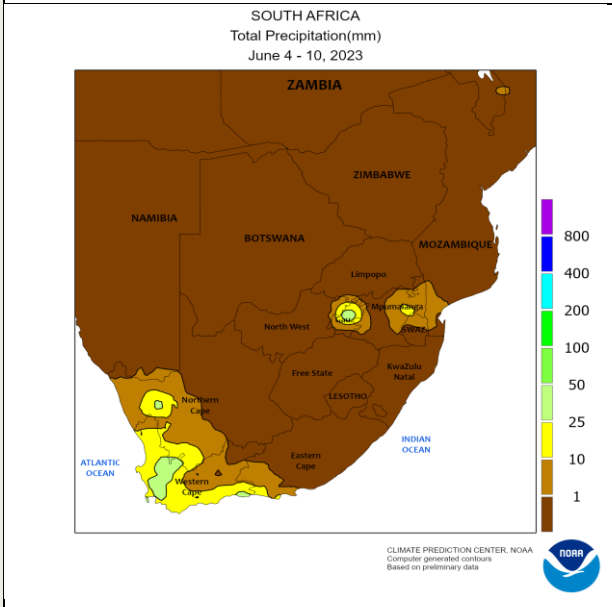 SOUTH AFRICA
Total Precipitation(mm)
June 4 - 10, 2023
ZAMBIA
ZIMBABWE
NAMIBIA
BOTSWANA
MOZAMBIQUE
Limpopo
Mpumalanga
North West
SWAZI
Free State
KwaZulu
Natal
LESOTHO
Northern
Cape
Eastern
Cape
Western
Cape
ATLANTIC
OCEAN
INDIAN
OCEAN
800
400
200
100
50
25
10
1
CLIMATE PREDICTION CENTER, NOAA
Computer generated contours
Based on preliminary data
NOAA